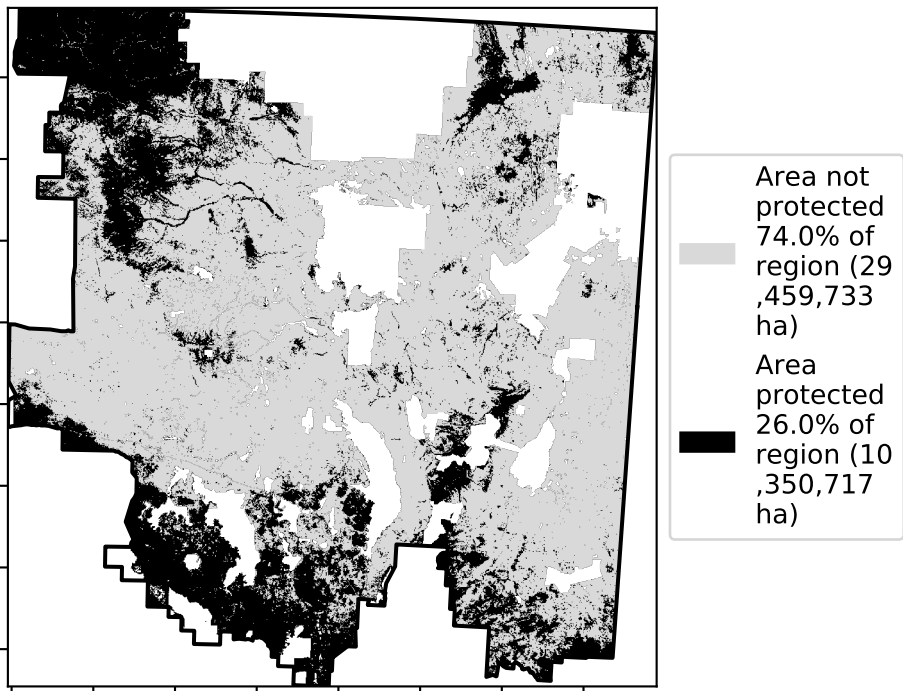 Area not
protected
74.0% of
region (29
,459,733
ha)
Area
protected
26.0% of
region (10
,350,717
ha)